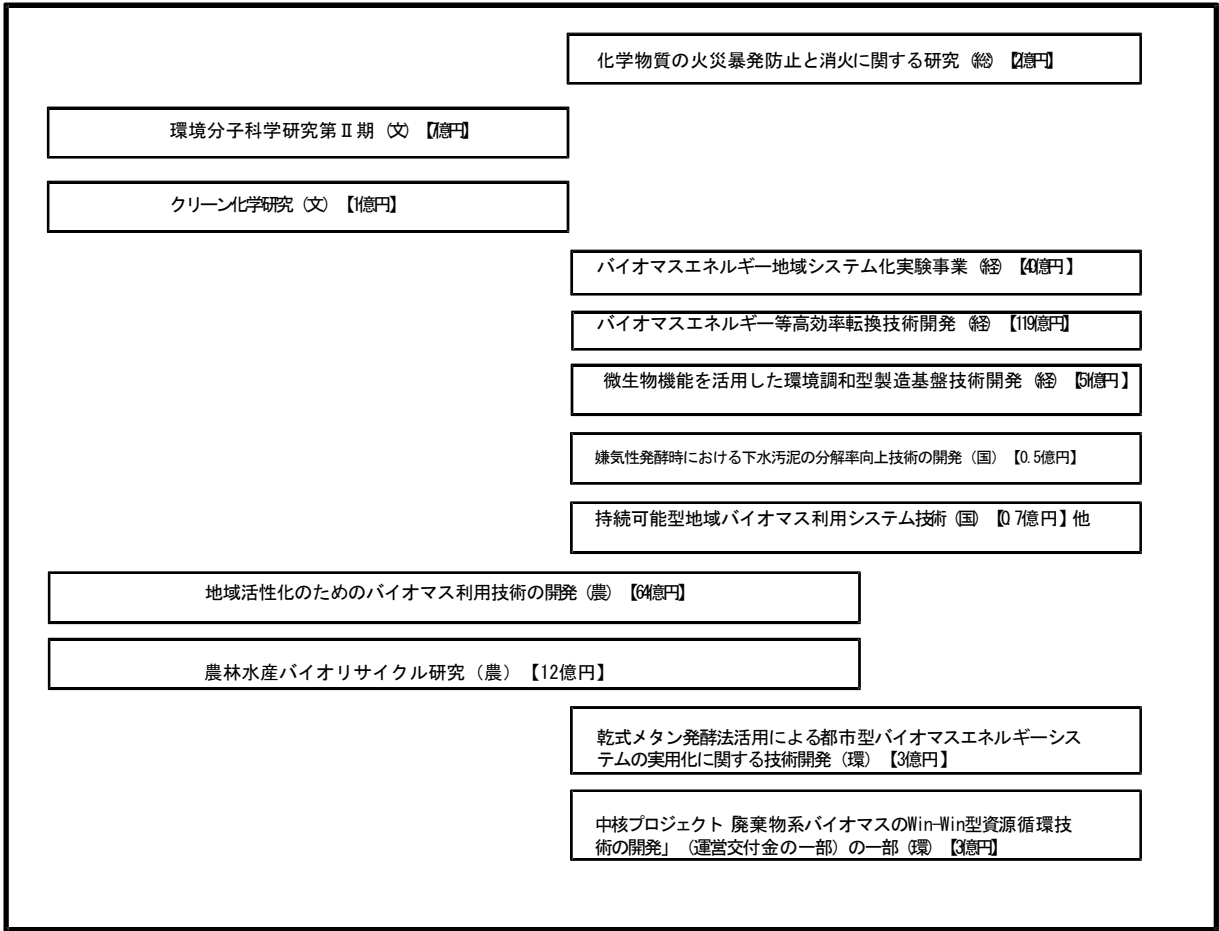 化学物質の火災暴発防止と消火に関する研究（総）【2億円】
環境分子科学研究第Ⅱ期（文）【7億円】
クリーン化学研究（文）【1億円】
バイオマスエネルギー地域システム化実験事業（経）【40億円】
バイオマスエネルギー等高効率転換技術開発（経）【119億円】
微生物機能を活用した環境調和型製造基盤技術開発（経）【51億円】
嫌気性発酵時における下水汚泥の分解率向上技術の開発（国）【0.5億円】
持続可能型地域バイオマス利用システム技術（国）【0.7億円】他
地域活性化のためのバイオマス利用技術の開発（農）【64億円】
農林水産バイオリサイクル研究（農）【12億円】
乾式メタン発酵法活用による都市型バイオマスエネルギーシス
テムの実用化に関する技術開発（環）【3億円】
中核プロジェクト「廃棄物系バイオマスのWin-Win型資源循環技
術の開発」（運営交付金の一部）の一部（環）【3億円】